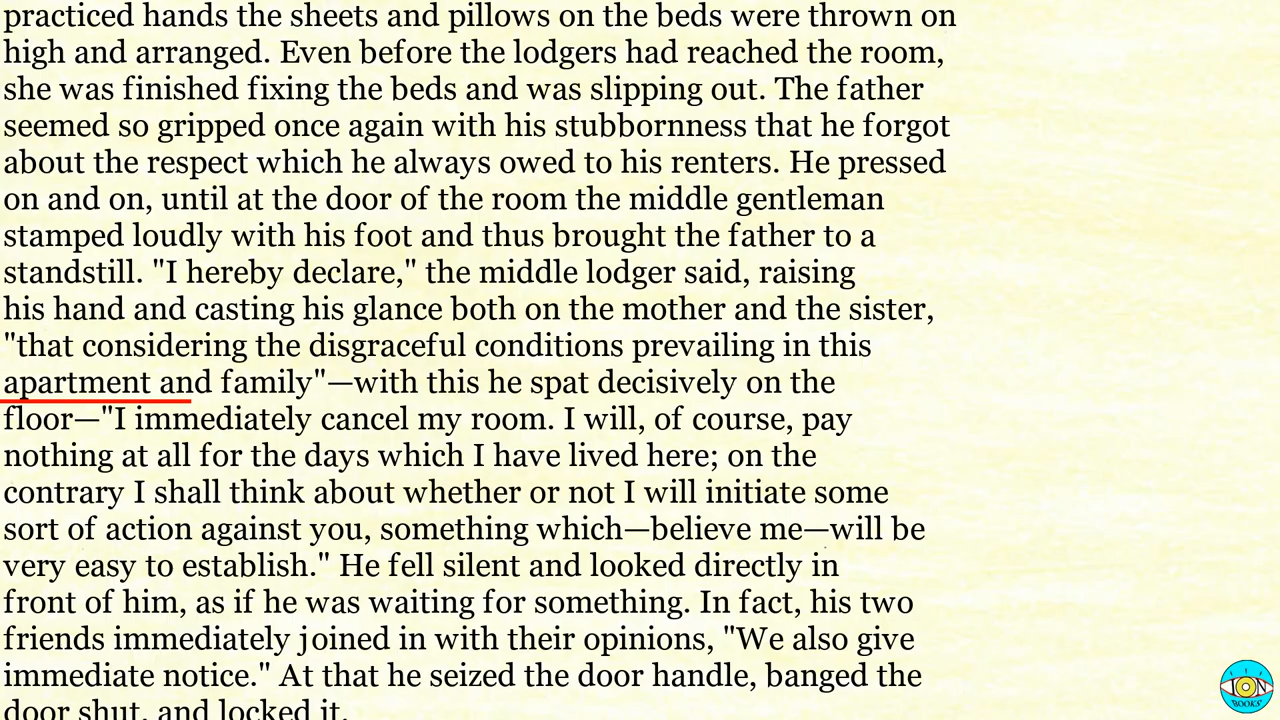 practiced hands the sheets and pillows on the beds were thrown on
high and arranged. Even before the lodgers had reached the room,
she was finished fixing the beds and was slipping out. The father
seemed so gripped once again with his stubbornness that he forgot
about the respect which he always owed to his renters. He pressed
on and on, until at the door of the room the middle gentleman
stamped loudly with his foot and thus brought the father to a
standstill. "I hereby declare," the middle lodger said, raising
his hand and casting his glance both on the mother and the sister,
"that considering the disgraceful conditions prevailing in this
apartment and family"—with this he spat decisively on the
floor—"I immediately cancel my room. I will, of course, pay
nothing at all for the days which I have lived here; on the
contrary I shall think about whether or not I will initiate some
sort of action against you, something which—believe me—will be
very easy to establish." He fell silent and looked directly in
front of him, as if he was waiting for something. In fact, his two
friends immediately joined in with their opinions, "We also give
immediate notice." At that he seized the door handle, banged the
door shut, and locked it.
ION
BOOKS